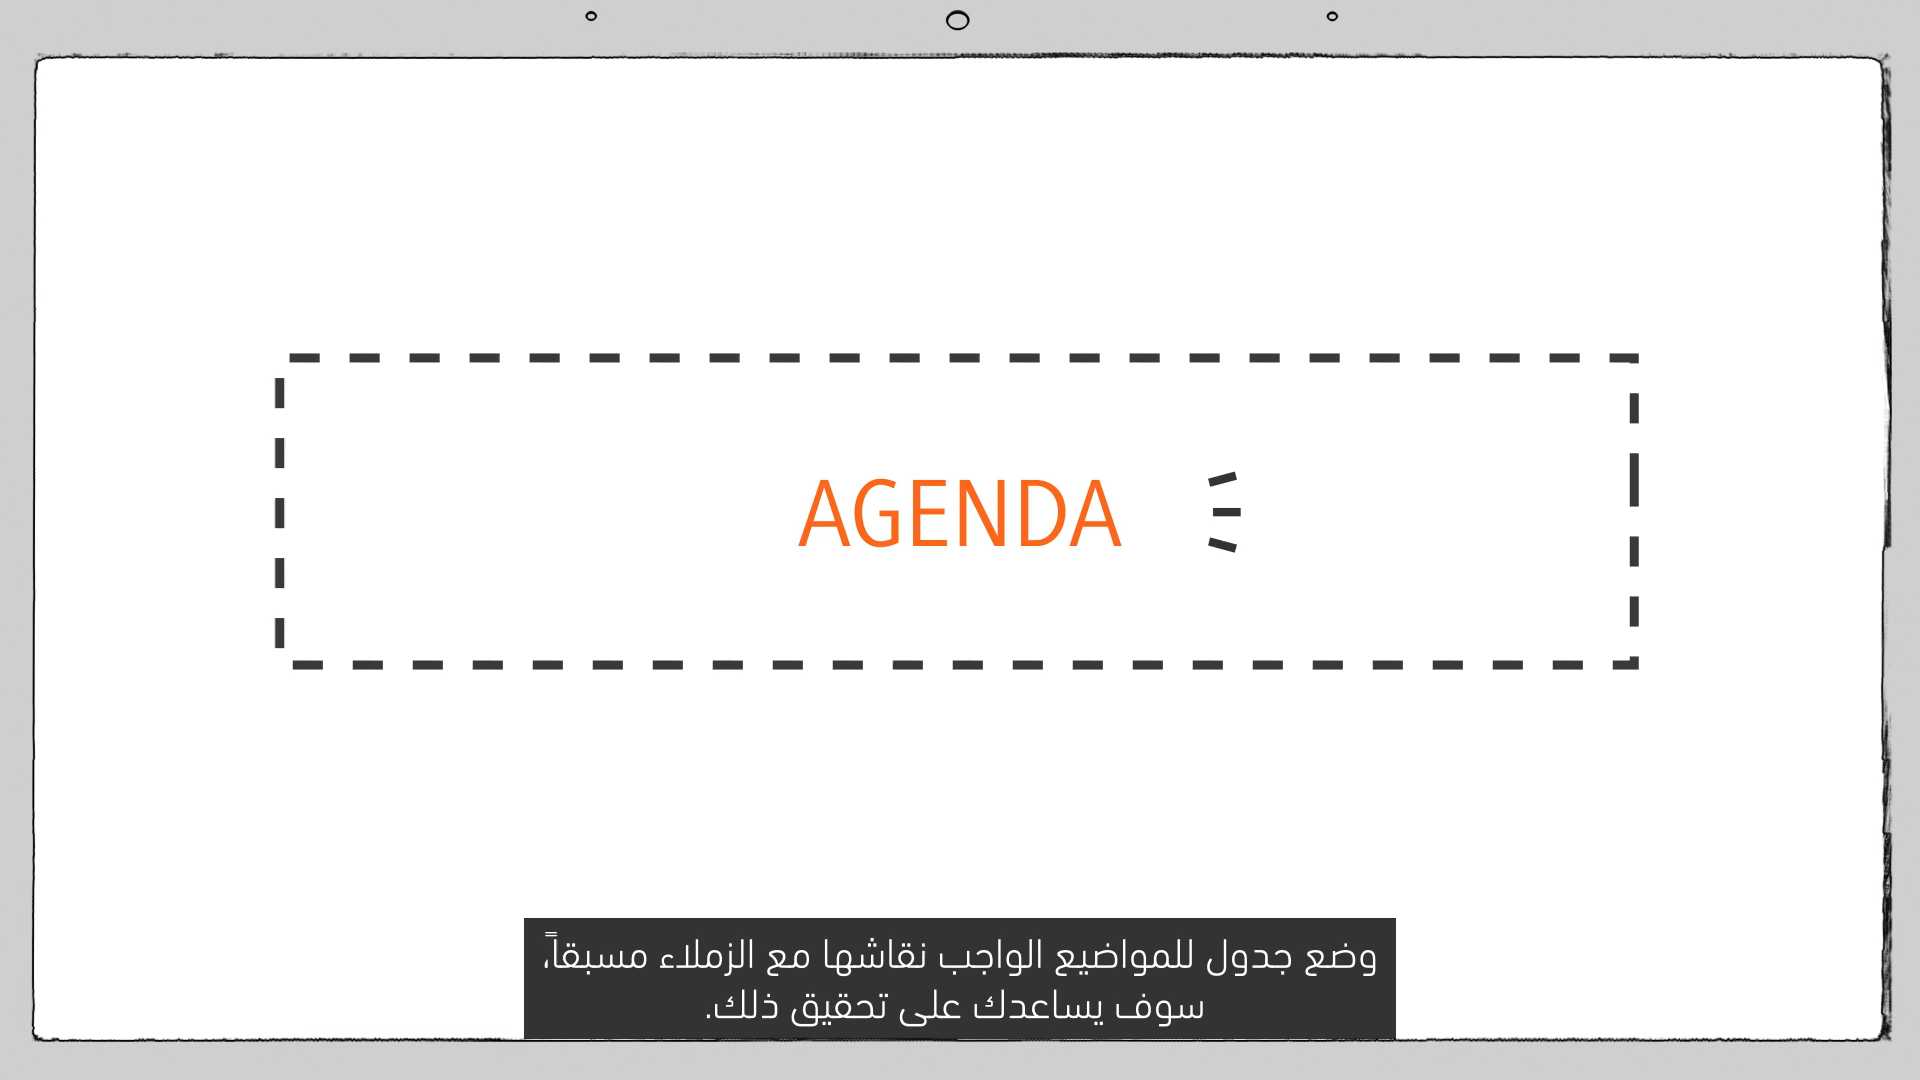 AGENDA
وضع جدول للمواضيع الواجب نقاشها مع الزملاء مسبقاً،
سوف يساعدك على تحقيق ذلك.